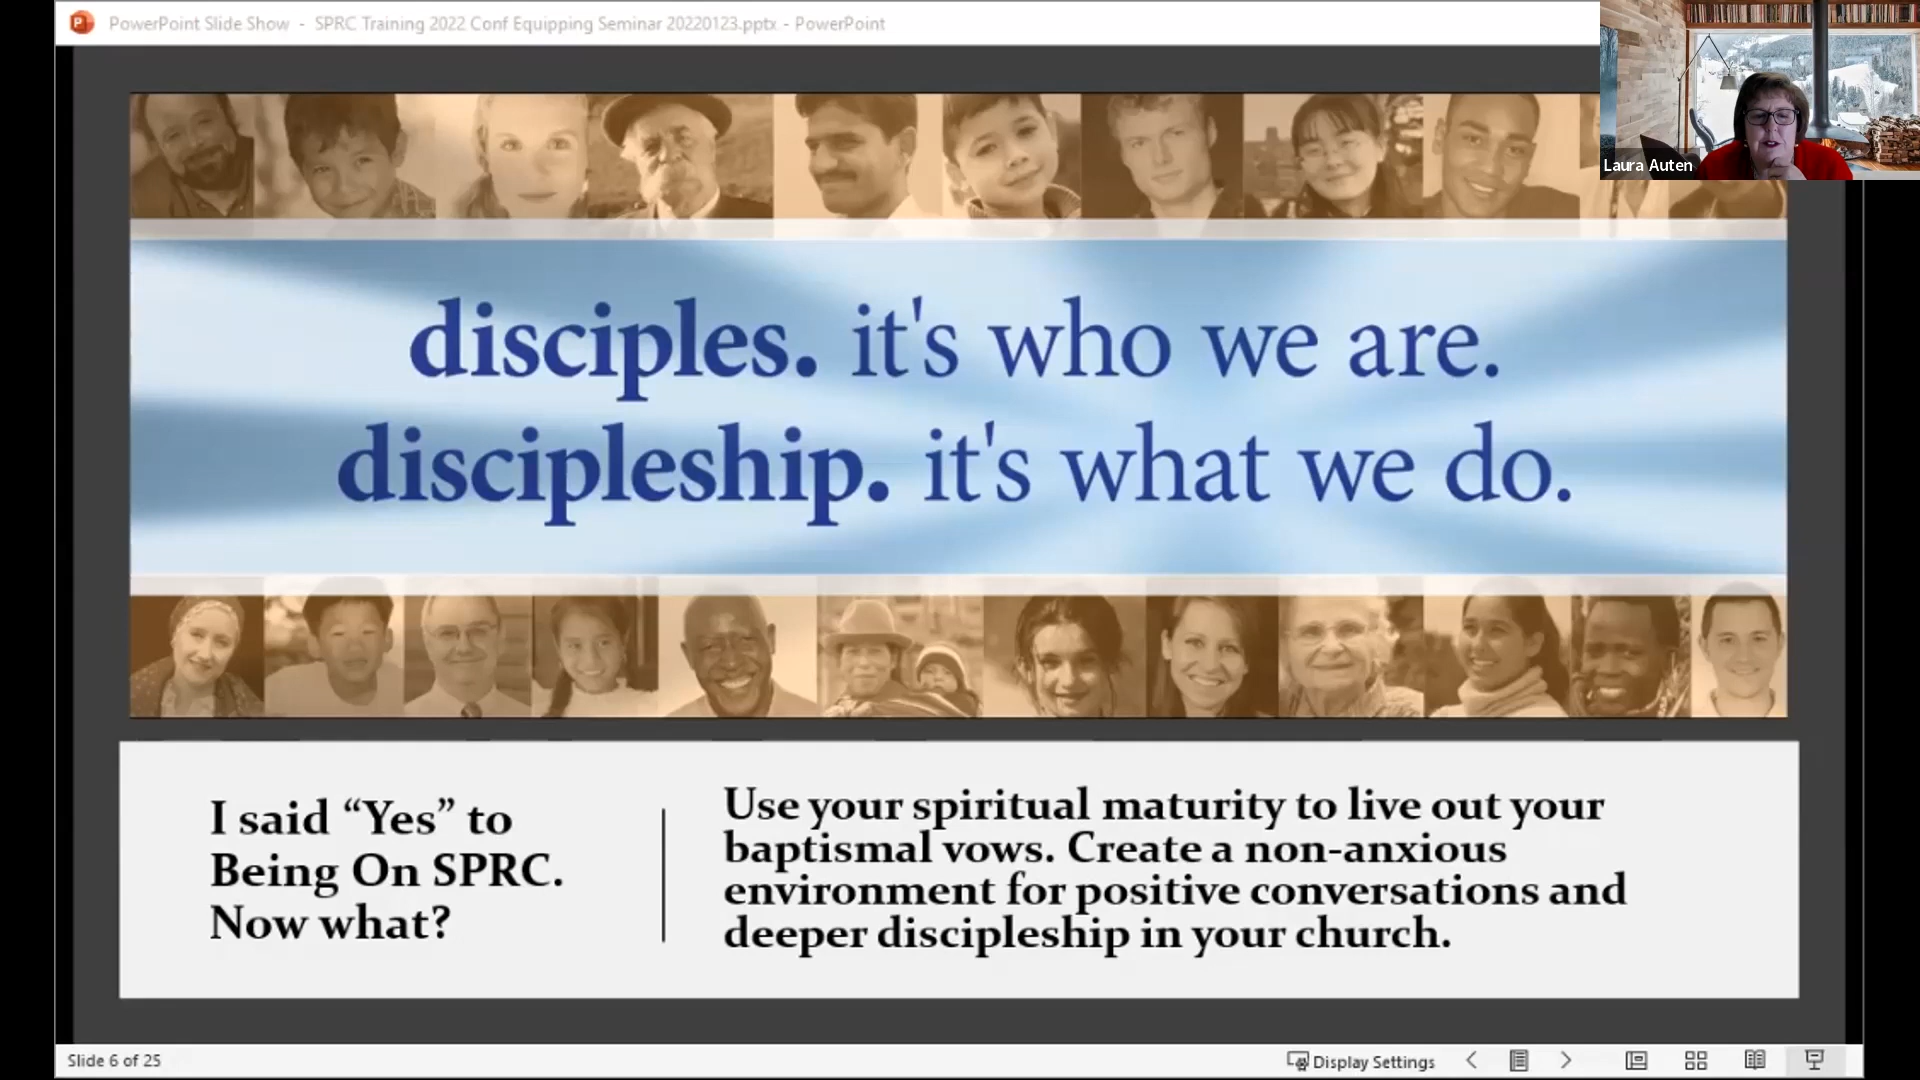 PowerPoint Slide Show - SPRC Training 2022 Conf Equipping Seminar 20220123.pptx - PowerPoint
Laura Auten
disciples. it's who we are.
discipleship. it's what we do.
I said “Yes” to
Being On SPRC.
Now what?
Use your spiritual maturity to live out your
baptismal vows. Create a non-anxious
environment for positive conversations and
deeper discipleship in your church.
Slide 6 of 25
Display Settings